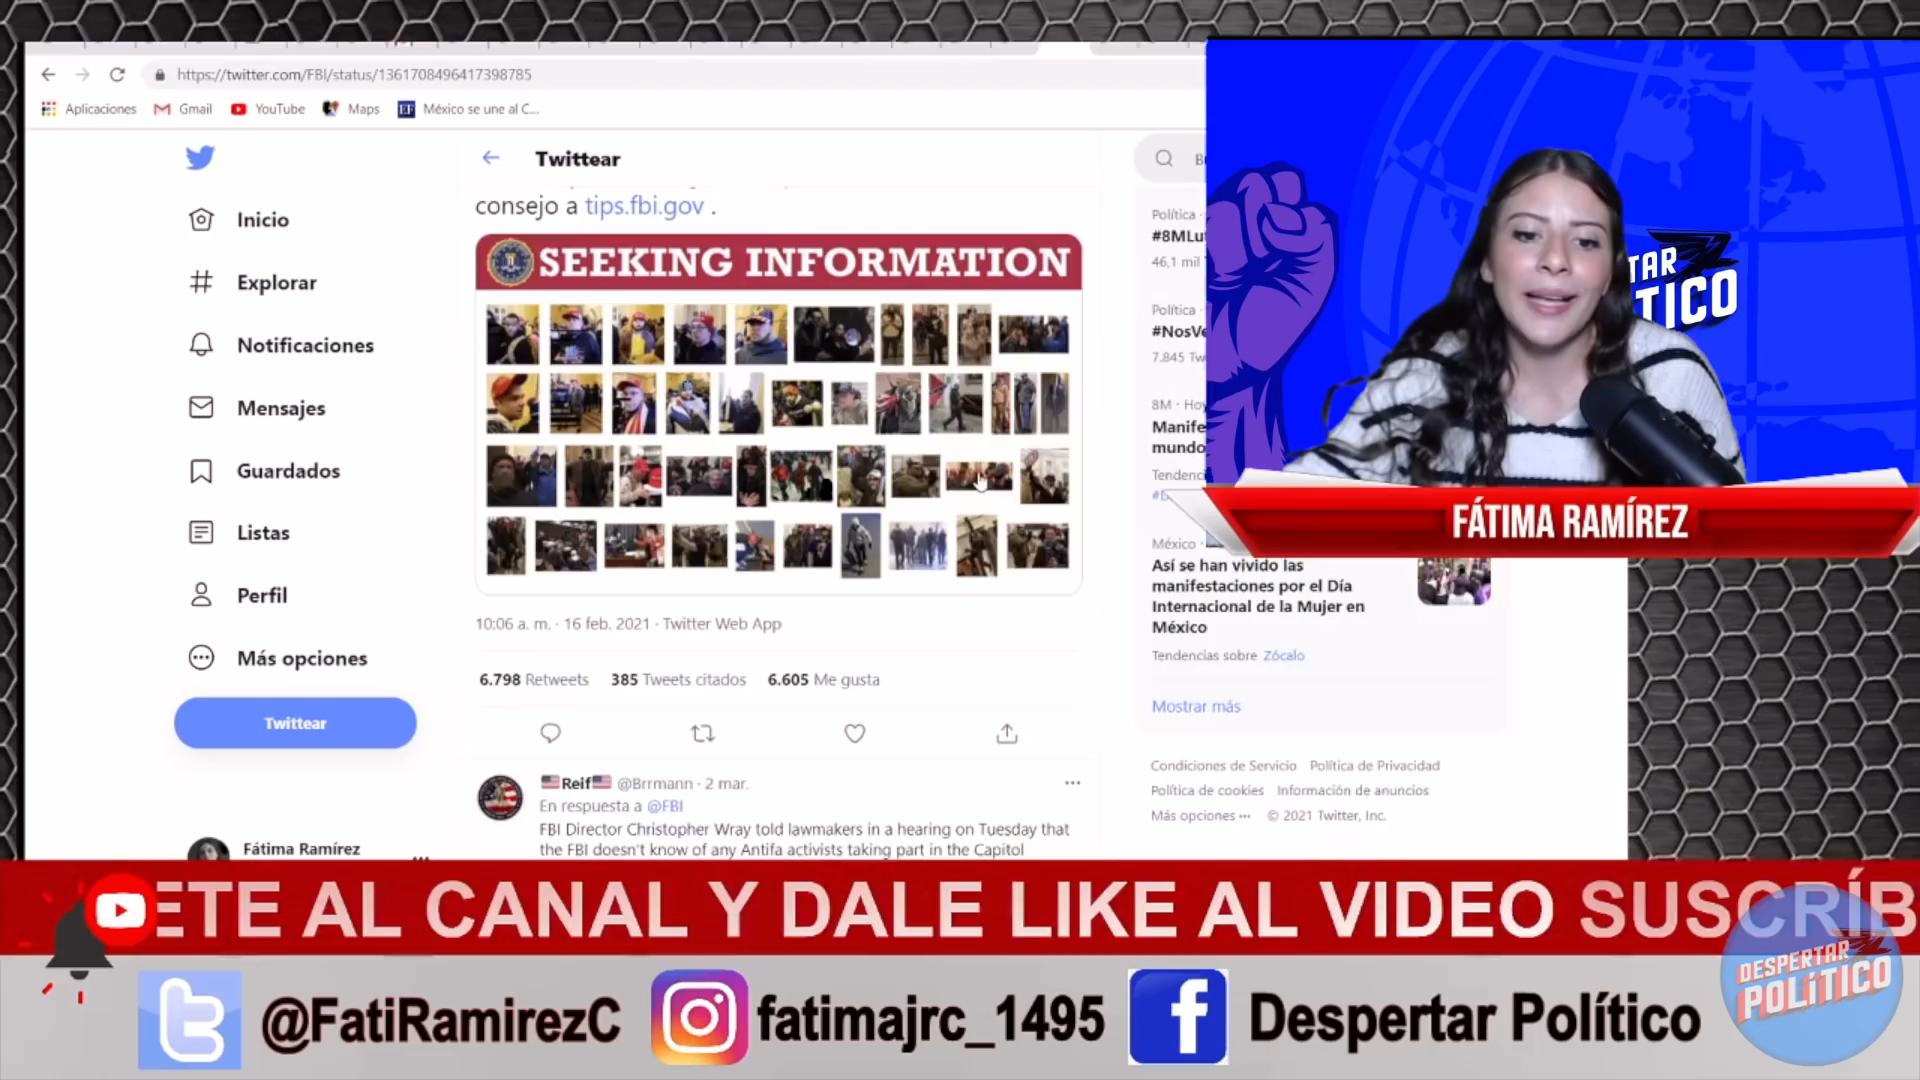 https://twitter.com/FBI/status/1361708496417398785
Aplicaciones
Gmail
YouTube
Maps
EF
México se une al C...
Twittear
consejo a tips.fbi.gov .
SEEKING INFORMATION
10:06 a. m. · 16 feb. 2021 · Twitter Web App
6.798 Retweets 385 Tweets citados 6.605 Me gusta
Reif @Brrmann · 2 mar.
En respuesta a @FBI
FBI Director Christopher Wray told lawmakers in a hearing on Tuesday that
the FBI doesn't know of any Antifa activists taking part in the Capitol
Inicio
Explorar
Notificaciones
Mensajes
Guardados
Listas
Perfil
Más opciones
Twittear
Fátima Ramírez
Política ·
#8MLu
46,1 mil
Política ·
#NosVe
7.845 Tw
8M · Ho
Manife
mundo
Tendenci
México ·
Así se han vivido las
manifestaciones por el Día
Internacional de la Mujer en
México
Tendencias sobre Zócalo
Mostrar más
Condiciones de Servicio Política de Privacidad
Política de cookies Información de anuncios
Más opciones ··· © 2021 Twitter, Inc.
TAR
TICO
FÁTIMA RAMÍREZ
ETE AL CANAL Y DALE LIKE AL VIDEO SUSCRÍB
DESPERTAR
POLÍTICO
@FatiRamirezC
fatimajrc_1495
Despertar Político